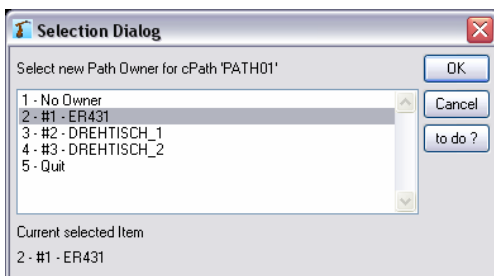 Selection Dialog
Select new Path Owner for cPath 'PATH01'
OK
1 - No Owner
2 - #1 - ER431
3 - #2 - DREHTISCH_1
4 - #3 - DREHTISCH_2
5 - Quit
Cancel
to do ?
Current selected Item
2 - #1 - ER431